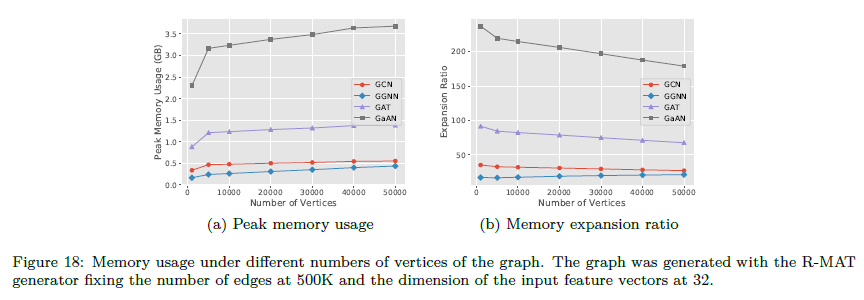 3.5
3.0
2.5
2.0
1.5
1.0
0.5
0.0
Peak Memory Usage (GB)
GCN
GGNN
GAT
GaAN
0 10000 20000 30000 40000 50000
Number of Vertices
(a) Peak memory usage
200
150
100
50
Expansion Ratio
GCN
GGNN
GAT
GaAN
0 10000 20000 30000 40000 50000
Number of Vertices
(b) Memory expansion ratio
Figure 18: Memory usage under different numbers of vertices of the graph. The graph was generated with the R-MAT
generator fixing the number of edges at 500K and the dimension of the input feature vectors at 32.